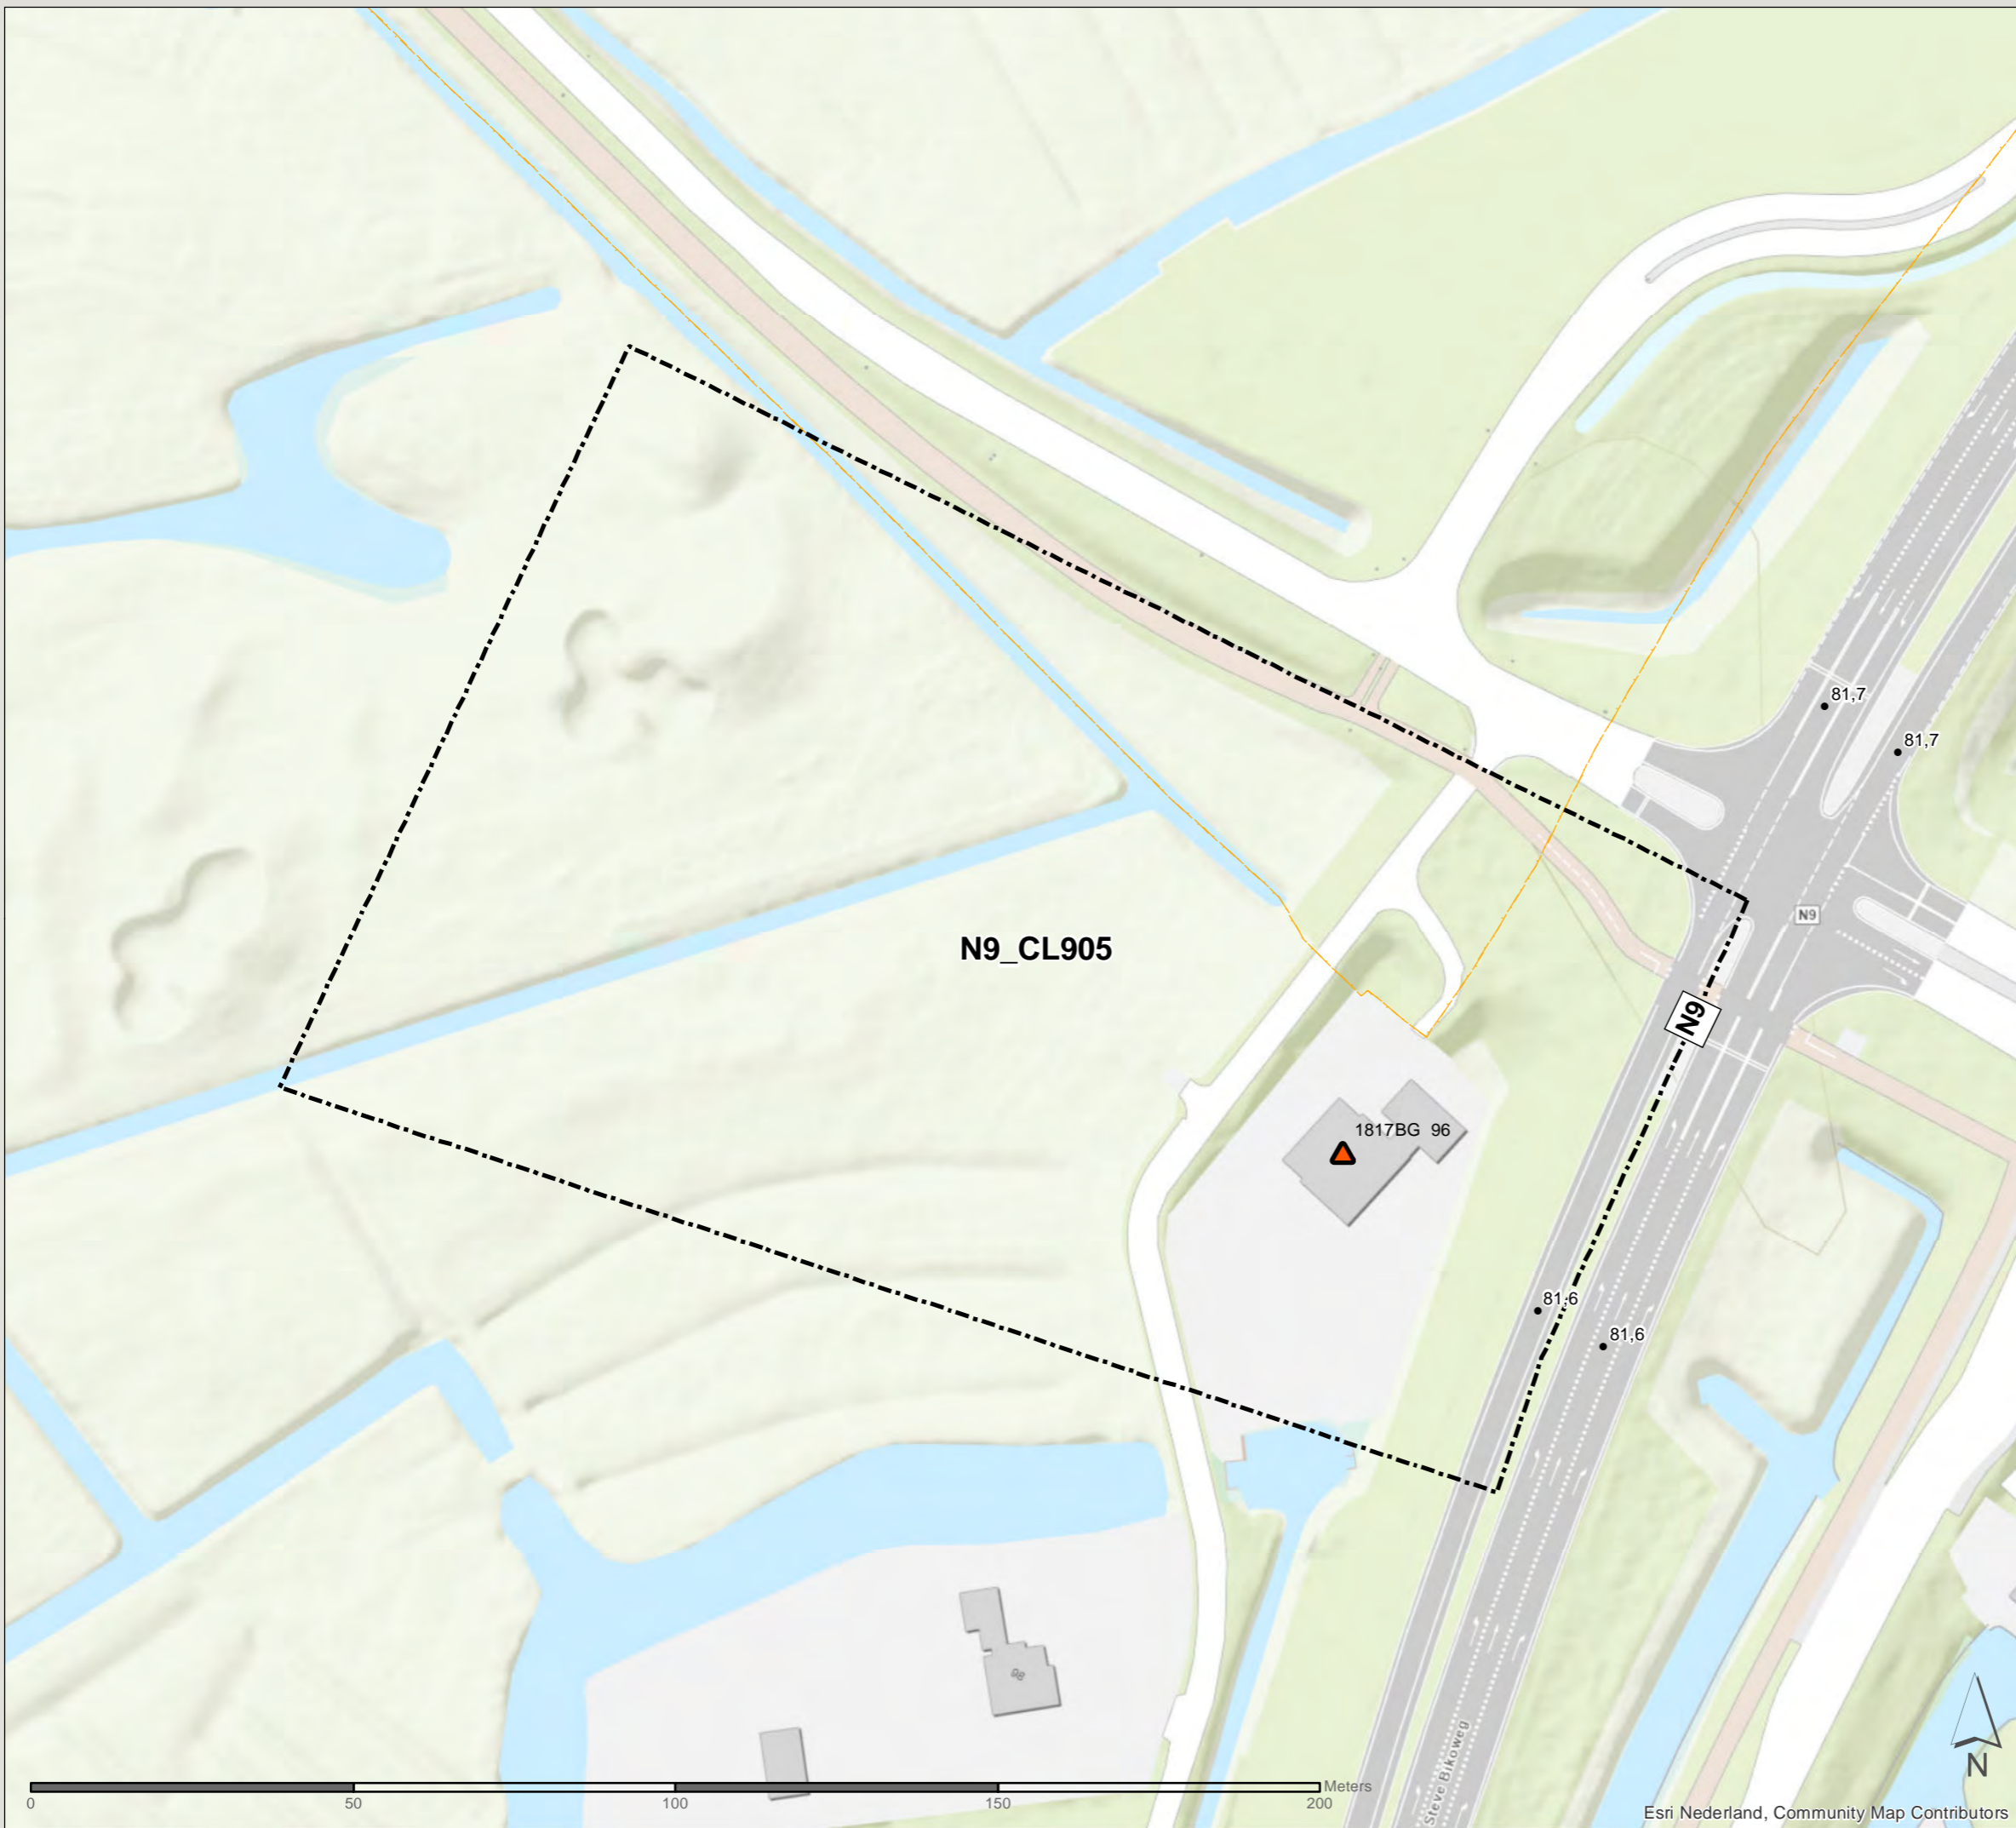 81,7
81,7
N9
N9_CL905
N9
1817BG 96
81,6
81,6
98
Steve Bikoweg
N
Meters
0 50 100 150 200
Esri Nederland, Community Map Contributors